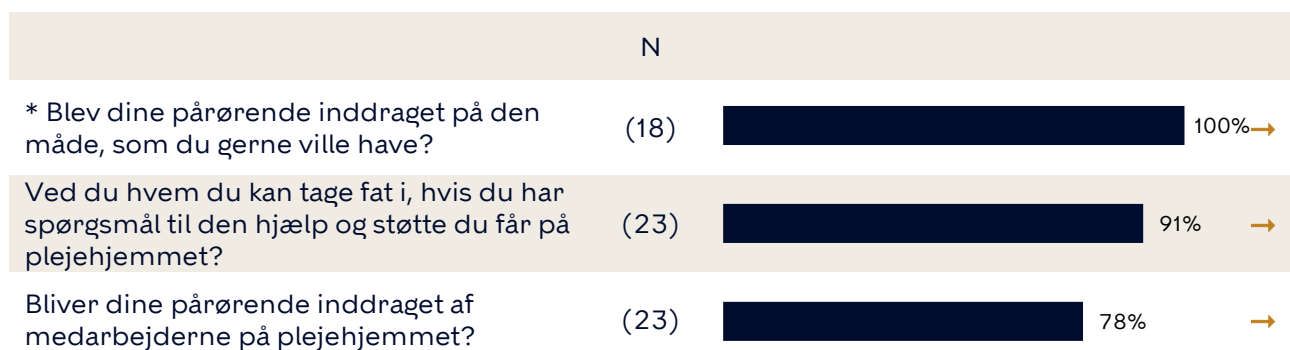 N
* Blev dine pårørende inddraget på den
måde, som du gerne ville have?
(18)
100%→
Ved du hvem du kan tage fat i, hvis du har
spørgsmål til den hjælp og støtte du får på
plejehjemmet?
(23)
91% →
Bliver dine pårørende inddraget af
medarbejderne på plejehjemmet?
(23)
78% →